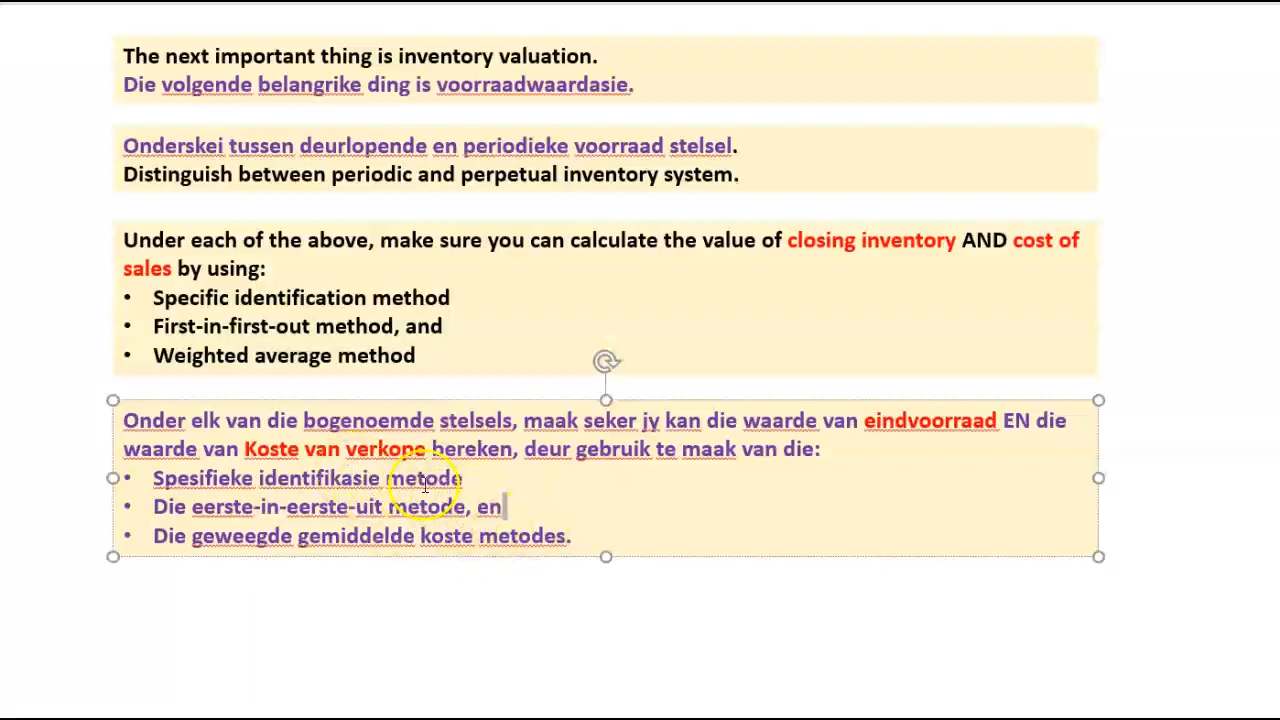 The next important thing is inventory valuation.
Die volgende belangrike ding is voorraadwaardasie.
Onderskei tussen deurlopende en periodieke voorraad stelsel.
Distinguish between periodic and perpetual inventory system.
Under each of the above, make sure you can calculate the value of closing inventory AND cost of
sales by using:
• Specific identification method
• First-in-first-out method, and
• Weighted average method
Onder elk van die bogenoemde stelsels, maak seker jy kan die waarde van eindvoorraad EN die
waarde van Koste van verkope bereken, deur gebruik te maak van die:
• Spesifieke identifikasie metode
• Die eerste-in-eerste-uit metode, en
• Die geweegde gemiddelde koste metodes.